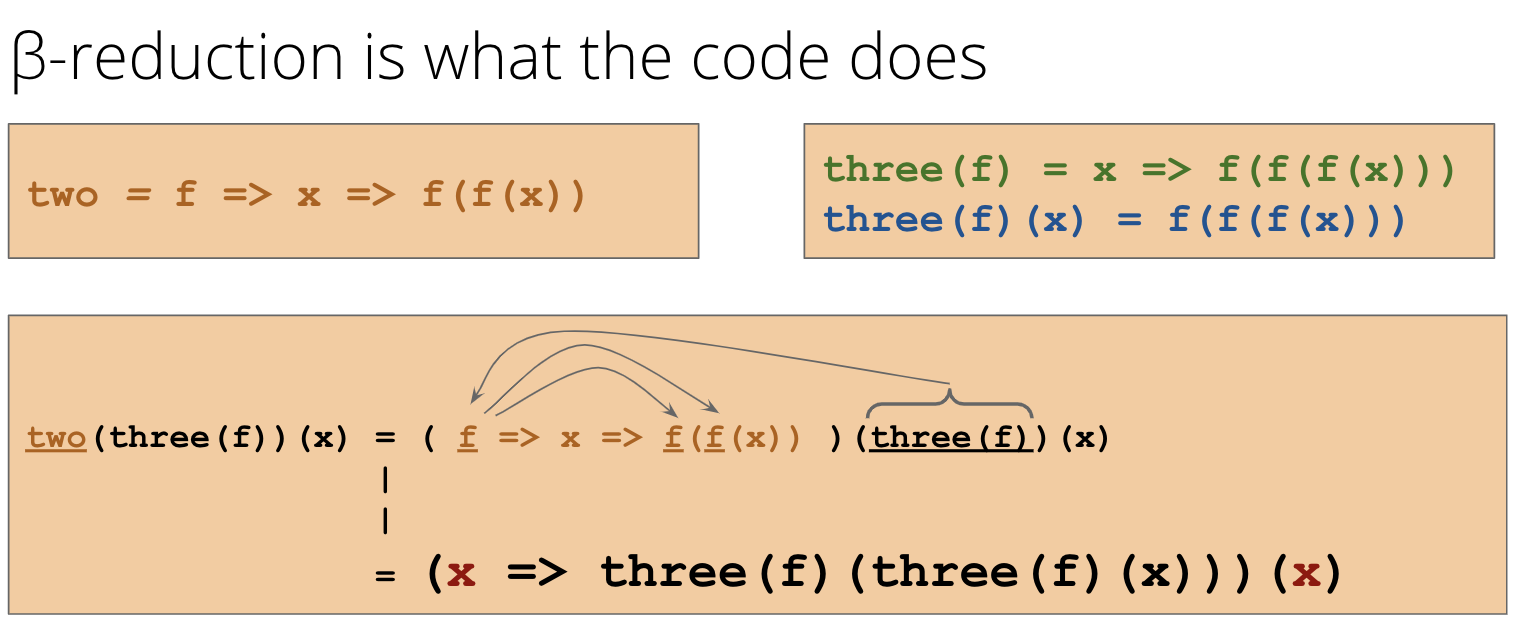 β-reduction is what the code does
two = f => x => f(f(x))
three(f) = x => f(f(f(x)))
three(f)(x) = f(f(f(x)))
two(three(f))(x) = ( f => x => f(f(x)) )(three(f))(x)
|
|
= (x => three(f)(three(f)(x)))(x)